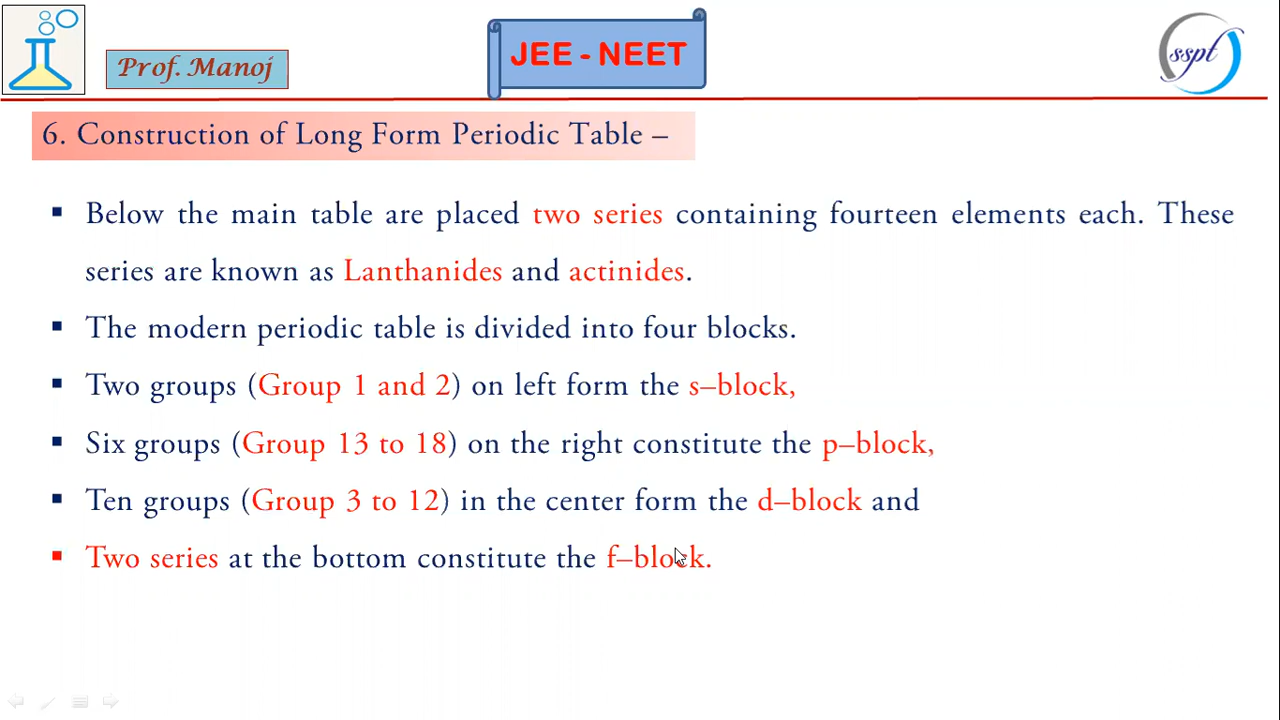 Prof. Manoj
JEE - NEET
sspt
6. Construction of Long Form Periodic Table –
▪ Below the main table are placed two series containing fourteen elements each. These
series are known as Lanthanides and actinides.
▪ The modern periodic table is divided into four blocks.
▪ Two groups (Group 1 and 2) on left form the s–block,
▪ Six groups (Group 13 to 18) on the right constitute the p–block,
▪ Ten groups (Group 3 to 12) in the center form the d–block and
▪ Two series at the bottom constitute the f–block.